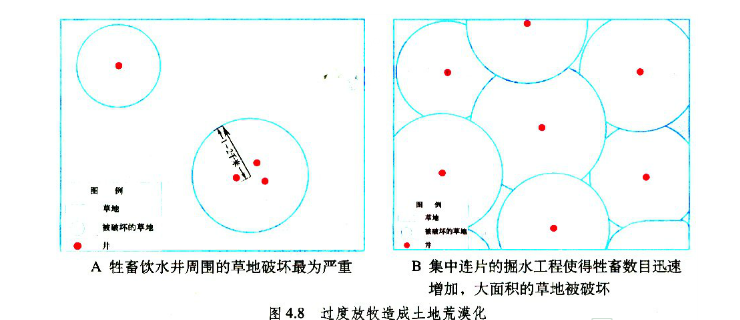 1~2千米
图 例
草地
被破坏的草地
井
图 例
草地
被破坏的草地
井
A 牲畜饮水井周围的草地破坏最为严重
B 集中连片的掘水工程使得牲畜数目迅速
增加，大面积的草地被破坏
图 4.8 过度放牧造成土地荒漠化